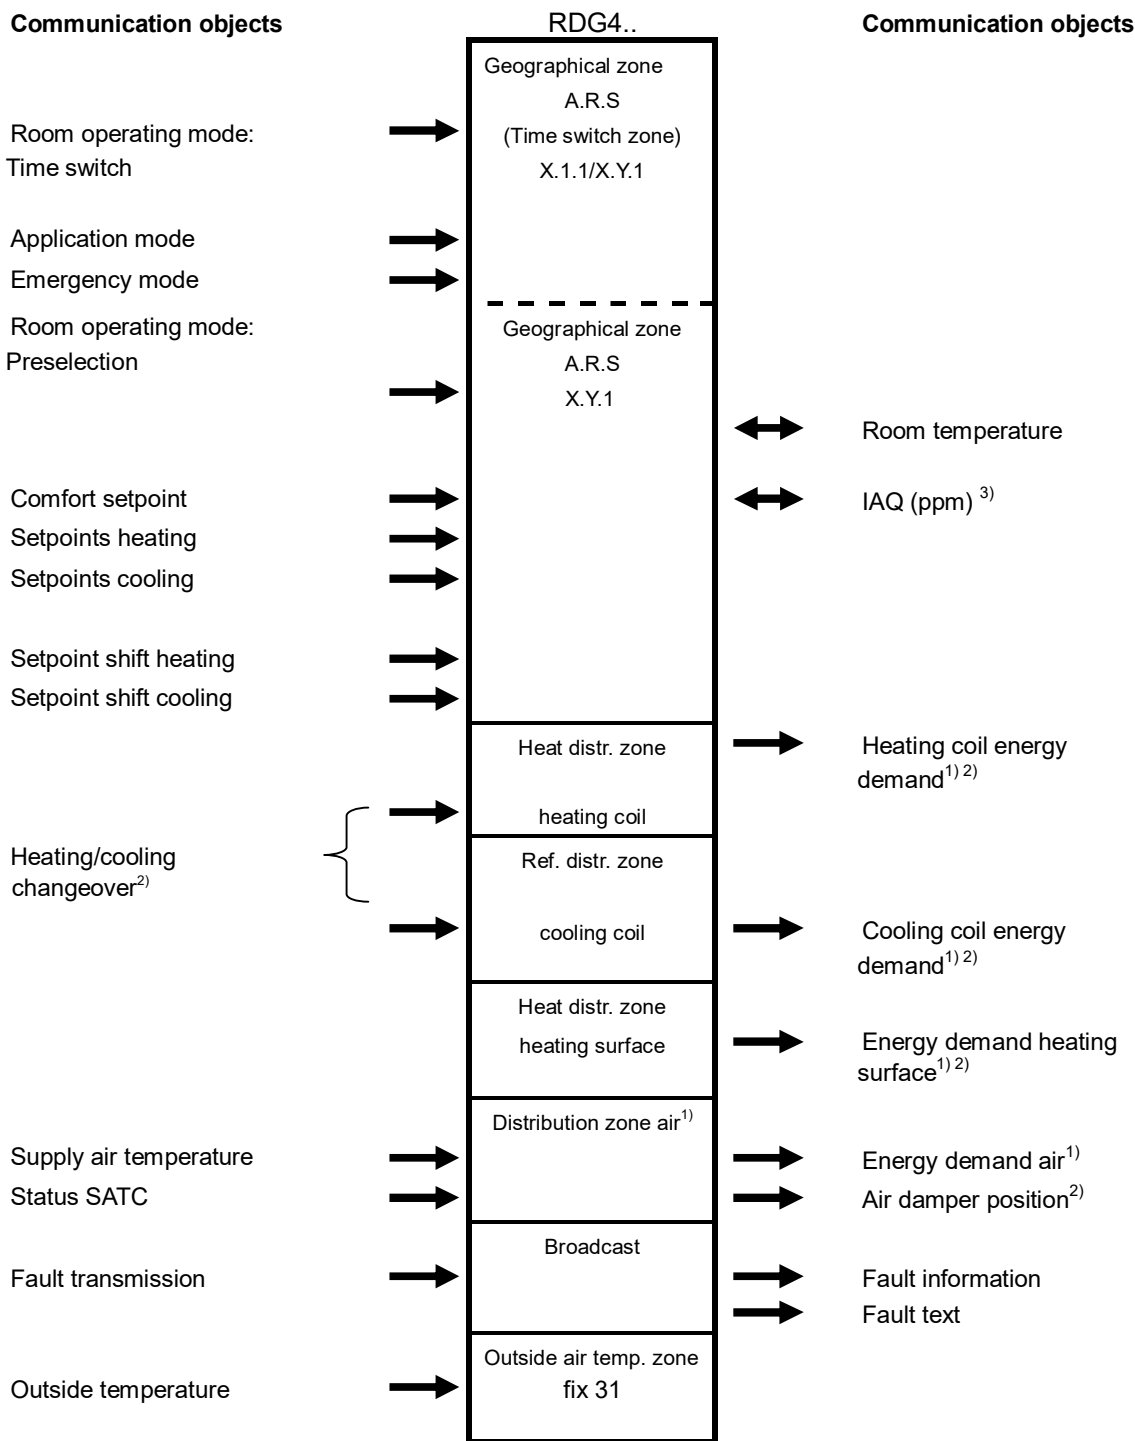 Communication objects
RDG4..
Communication objects
Geographical zone
A.R.S
Room operating mode:
Time switch
(Time switch zone)
X.1.1/X.Y.1
Application mode
Emergency mode
Room operating mode:
Preselection
Geographical zone
A.R.S
X.Y.1
Room temperature
Comfort setpoint
IAQ (ppm) 3)
Setpoints heating
Setpoints cooling
Setpoint shift heating
Setpoint shift cooling
Heat distr. zone
Heating coil energy
demand1) 2)
heating coil
Heating/cooling
changeover2)
Ref. distr. zone
cooling coil
Cooling coil energy
demand1) 2)
Heat distr. zone
heating surface
Energy demand heating
surface1) 2)
Distribution zone air1)
Supply air temperature
Energy demand air1)
Status SATC
Air damper position2)
Broadcast
Fault transmission
Fault information
Fault text
Outside air temp. zone
Outside temperature
fix 31